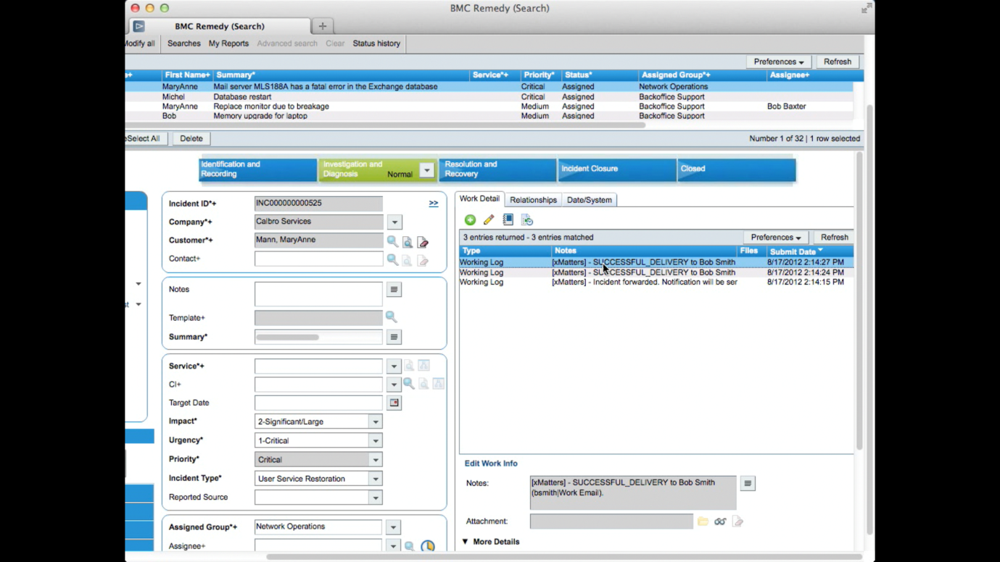 BMC Remedy (Search)
BMC Remedy (Search)
Modify all Searches My Reports Advanced search Clear Status history
Preferences Refresh
First Name+ Summary* Service*+ Priority* Status* Assigned Group*+ Assignee+
MaryAnne Mail server MLS188A has a fatal error in the Exchange database Critical Assigned Network Operations
Michel Database restart Critical Assigned Backoffice Support
MaryAnne Replace monitor due to breakage Medium Assigned Backoffice Support Bob Baxter
Bob Memory upgrade for laptop Medium Assigned Backoffice Support
eSelect All Delete Number 1 of 32 | 1 row selected
Identification and
Recording
Investigation and
Diagnosis Normal
Resolution and
Recovery
Incident Closure
Closed
Incident ID*+ INC000000000525 >>
Company*+ Calbro Services
Customer*+ Mann, MaryAnne
Contact+
Notes
Template+
Summary*
Service*+
CI+
Target Date
Impact* 2-Significant/Large
Urgency* 1-Critical
Priority* Critical
Incident Type* User Service Restoration
Reported Source
Assigned Group*+ Network Operations
Assignee+
Work Detail Relationships Date/System
3 entries returned - 3 entries matched Preferences Refresh
Type Notes Files Submit Date
Working Log [xMatters] - SUCCESSFUL_DELIVERY to Bob Smith 8/17/2012 2:14:27 PM
Working Log [xMatters] - SUCCESSFUL_DELIVERY to Bob Smith 8/17/2012 2:14:24 PM
Working Log [xMatters] - Incident forwarded. Notification will be ser 8/17/2012 2:14:15 PM
Edit Work Info
Notes: [xMatters] - SUCCESSFUL_DELIVERY to Bob Smith
(bsmith|Work Email).
Attachment:
More Details